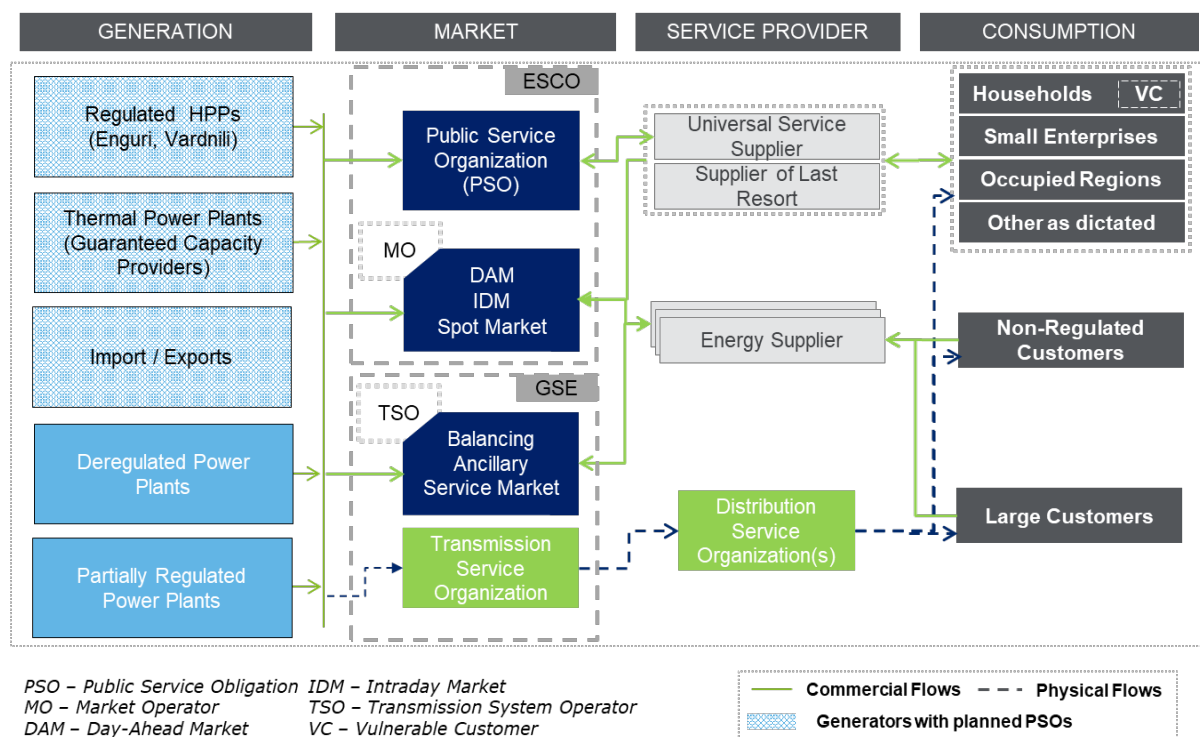 GENERATION
MARKET
SERVICE PROVIDER
CONSUMPTION
Regulated HPPs
(Enguri, Vardnili)
Thermal Power Plants
(Guaranteed Capacity
Providers)
Import / Exports
Deregulated Power
Plants
Partially Regulated
Power Plants
ESCO
Public Service
Organization
(PSO)
MO
DAM
IDM
Spot Market
GSE
TSO
Balancing
Ancillary
Service Market
Transmission
Service
Organization
Universal Service
Supplier
Supplier of Last
Resort
Energy Supplier
Distribution
Service
Organization(s)
Households
VC
Small Enterprises
Occupied Regions
Other as dictated
Non-Regulated
Customers
Large Customers
PSO – Public Service Obligation
MO – Market Operator
DAM – Day-Ahead Market
IDM – Intraday Market
TSO – Transmission System Operator
VC – Vulnerable Customer
Commercial Flows
Physical Flows
Generators with planned PSOs